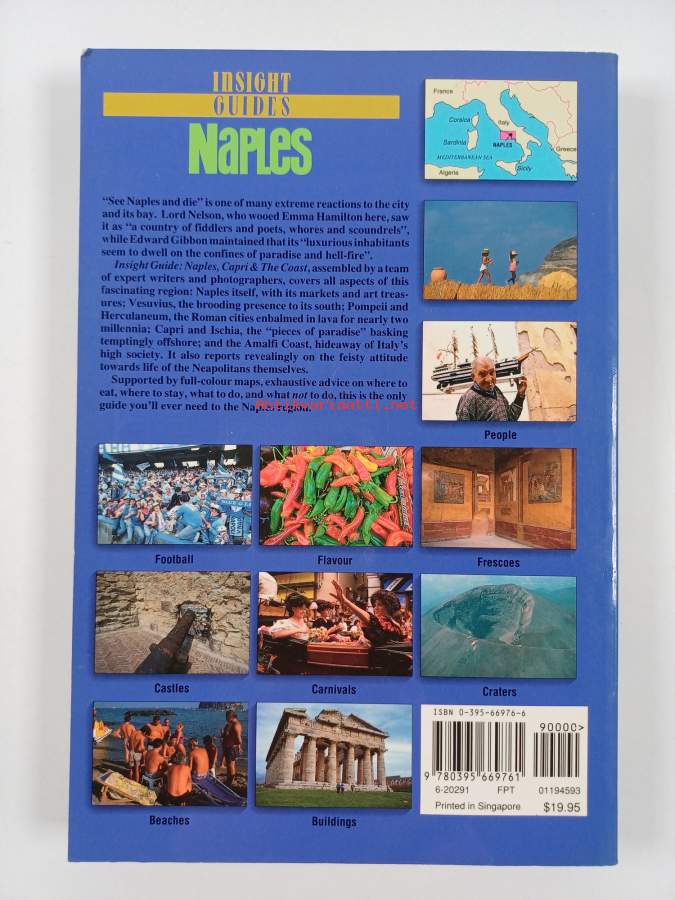 INSIGHT
GUIDES
NAPLES
"See Naples and die" is one of many extreme reactions to the city
and its bay. Lord Nelson, who wooed Emma Hamilton here, saw
it as "a country of fiddlers and poets, whores and scoundrels",
while Edward Gibbon maintained that its "luxurious inhabitants
seem to dwell on the confines of paradise and hell-fire".
Insight Guide: Naples, Capri & The Coast, assembled by a team
of expert writers and photographers, covers all aspects of this
fascinating region: Naples itself, with its markets and art treas-
ures; Vesuvius, the brooding presence to its south; Pompeii and
Herculaneum, the Roman cities enbalmed in lava for nearly two
millennia; Capri and Ischia, the "pieces of paradise" basking
temptingly offshore; and the Amalfi Coast, hideaway of Italy's
high society. It also reports revealingly on the feisty attitude
towards life of the Neapolitans themselves.
Supported by full-colour maps, exhaustive advice on where to
eat, where to stay, what to do, and what not to do, this is the only
guide you'll ever need to the Naples region.
Antikvariaatti.net
France
Corsica
Italy
Sardinia
NAPLES
Greece
MEDITERRANEAN SEA
Sicily
Algeria
People
Football
Flavour
Frescoes
Castles
Carnivals
Craters
Beaches
Buildings
ISBN 0-395-66976-6
90000>
9 780395 669761
6-20291 FPT 01194593
Printed in Singapore $19.95